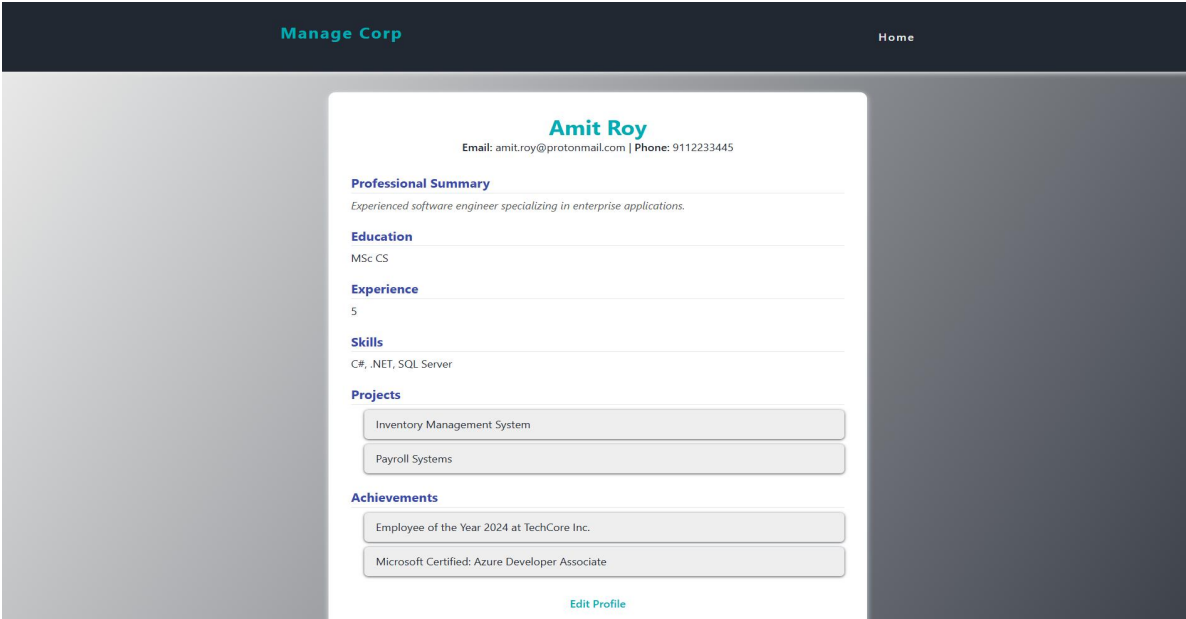 Manage Corp
Home
Amit Roy
Email: amit.roy@protonmail.com | Phone: 9112233445
Professional Summary
Experienced software engineer specializing in enterprise applications.
Education
MSc CS
Experience
5
Skills
C#, .NET, SQL Server
Projects
Inventory Management System
Payroll Systems
Achievements
Employee of the Year 2024 at TechCore Inc.
Microsoft Certified: Azure Developer Associate
Edit Profile